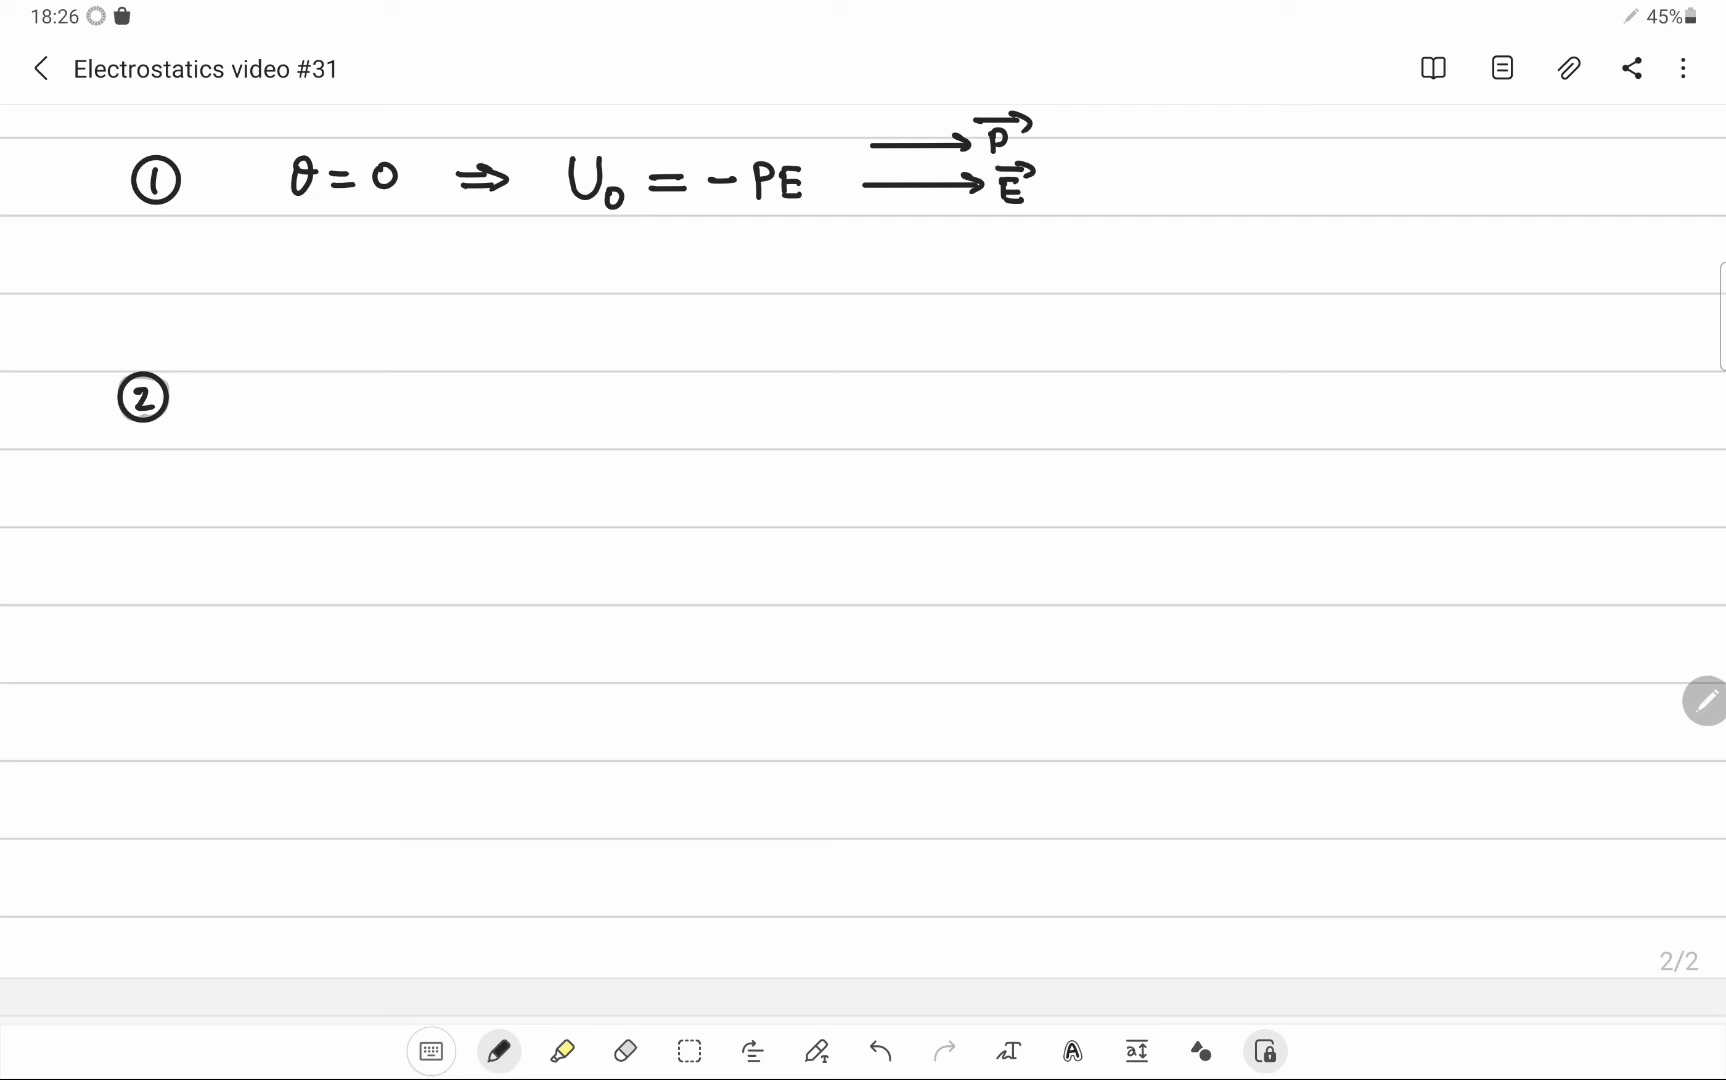 18:26 45%
Electrostatics video #31
① θ = 0 ⇒ U₀ = - PE → P⃗
→ E⃗
②
2/2